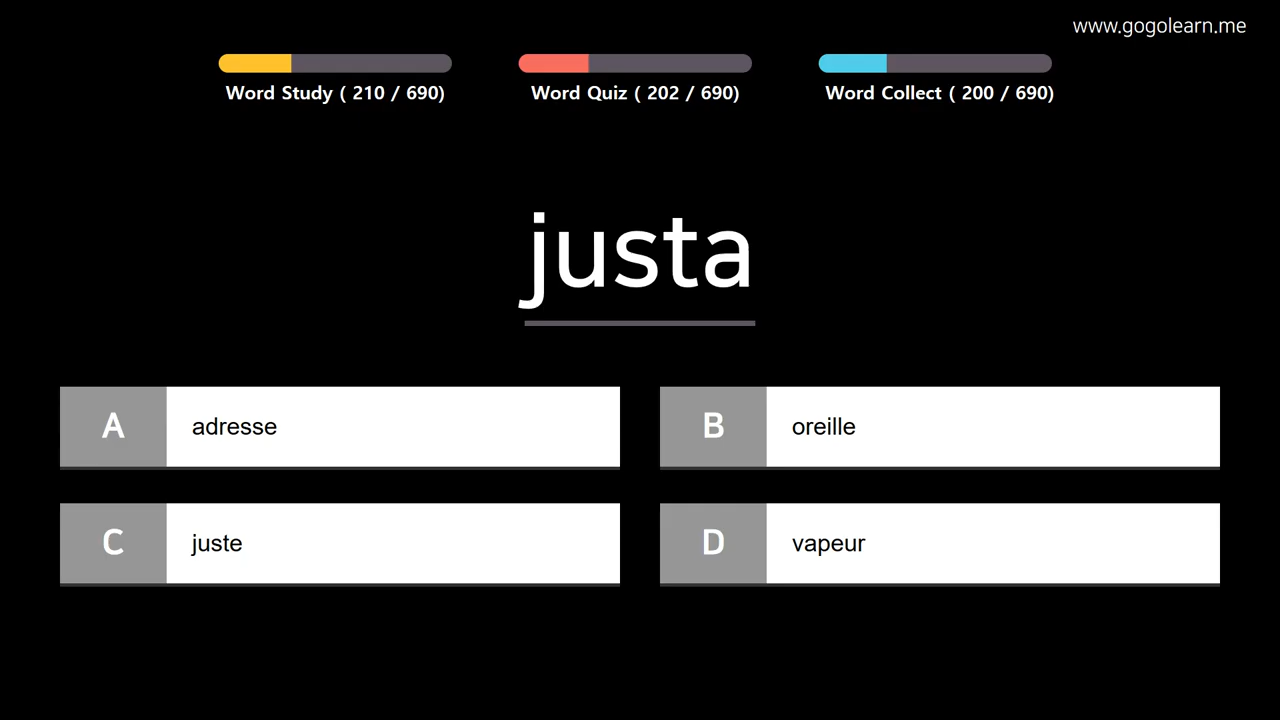 www.gogolearn.me
Word Study ( 210 / 690)
Word Quiz ( 202 / 690)
Word Collect ( 200 / 690)
justa
A adresse
B oreille
C juste
D vapeur